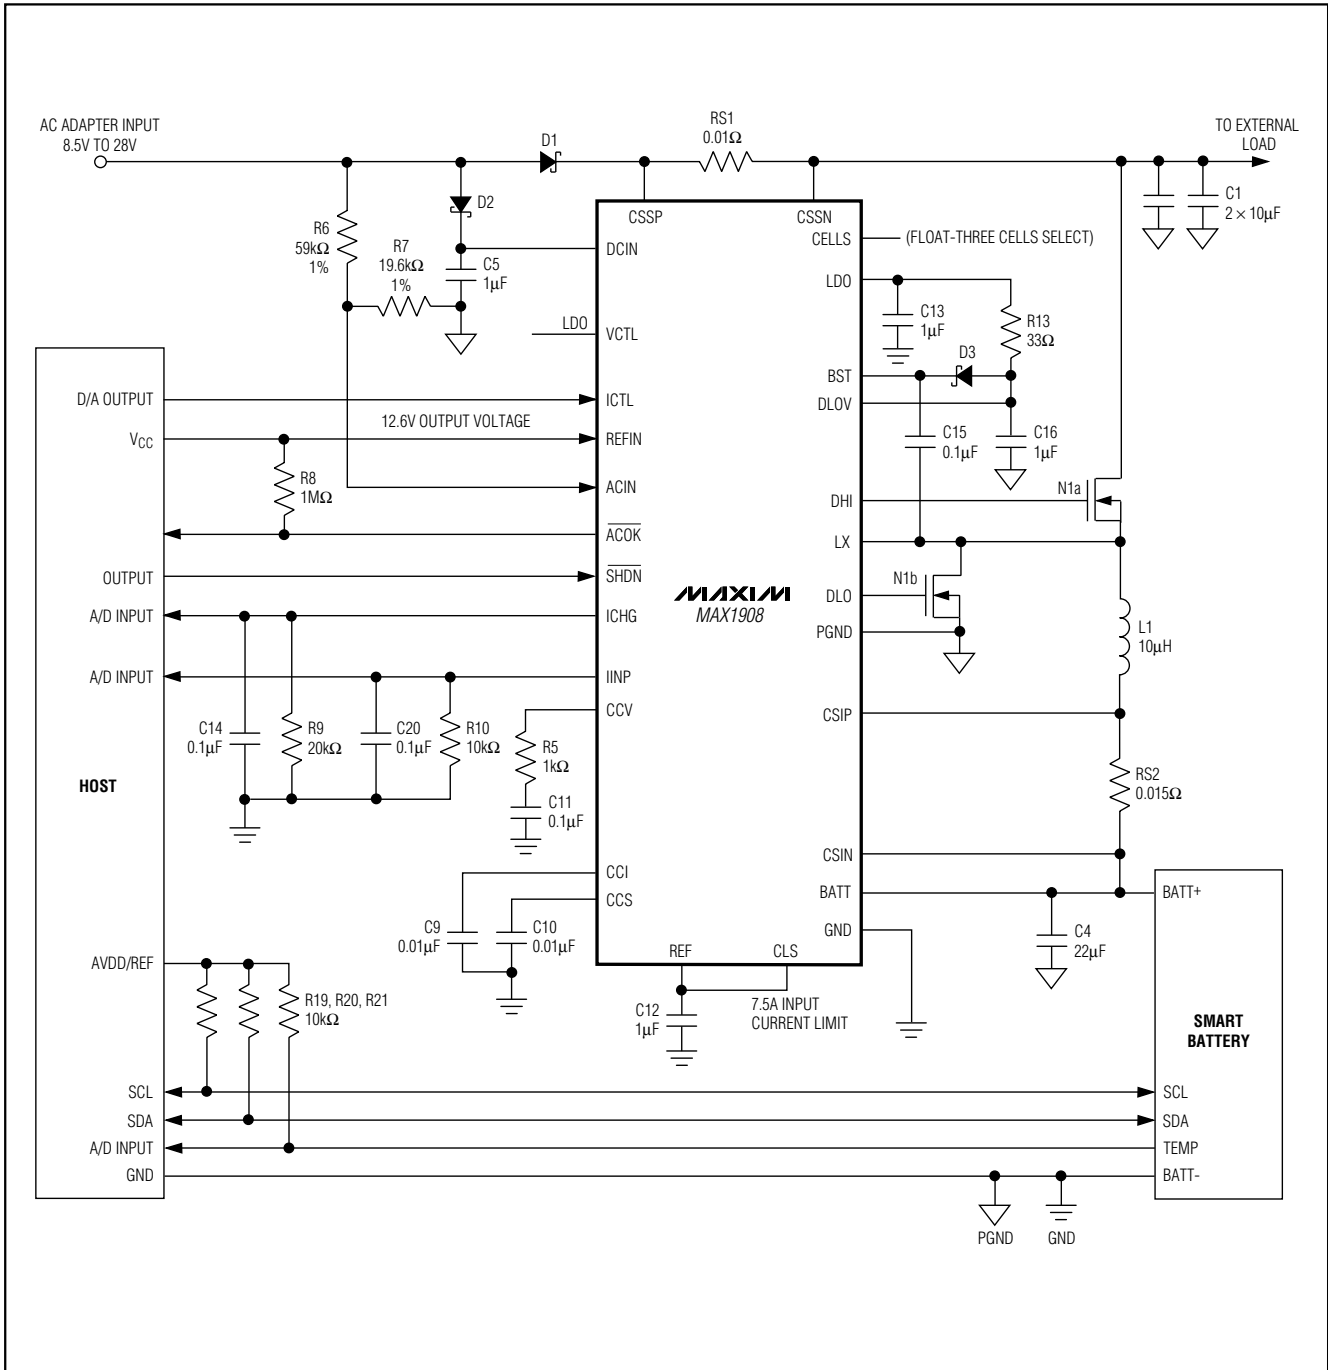 AC ADAPTER INPUT
8.5V TO 28V
D1
RS1
0.01Ω
TO EXTERNAL
LOAD
D2
R6
59kΩ
1%
R7
19.6kΩ
1%
C5
1µF
C1
2 × 10µF
CSSP
CSSN
DCIN
CELLS
(FLOAT-THREE CELLS SELECT)
LDO
LDO
VCTL
C13
1µF
R13
33Ω
D3
BST
DLOV
D/A OUTPUT
ICTL
12.6V OUTPUT VOLTAGE
VCC
REFIN
R8
1MΩ
ACIN
C15
0.1µF
C16
1µF
DHI
N1a
ACOK
LX
OUTPUT
SHDN
MAXIM
MAX1908
N1b
DLO
A/D INPUT
ICHG
PGND
L1
10µH
A/D INPUT
IINP
CCV
CSIP
C14
0.1µF
R9
20kΩ
C20
0.1µF
R10
10kΩ
R5
1kΩ
C11
0.1µF
HOST
RS2
0.015Ω
CSIN
CCI
CCS
BATT
BATT+
C9
0.01µF
C10
0.01µF
GND
C4
22µF
REF
CLS
AVDD/REF
R19, R20, R21
10kΩ
C12
1µF
7.5A INPUT
CURRENT LIMIT
SMART
BATTERY
SCL
SCL
SDA
SDA
A/D INPUT
TEMP
GND
BATT-
PGND
GND